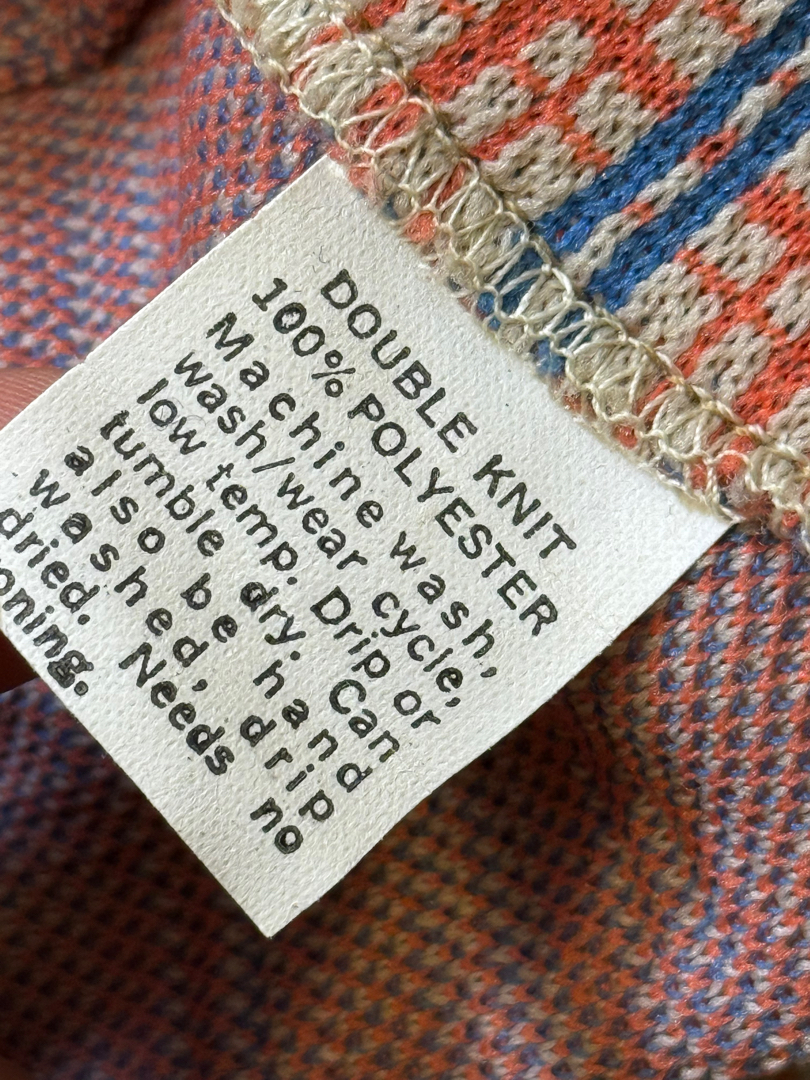 DOUBLE KNIT
100% POLYESTER
Machine wash,
wash/wear cycle,
low temp. Drip or
tumble dry. Can
also be hand
washed, drip
dried. Needs no
oning.